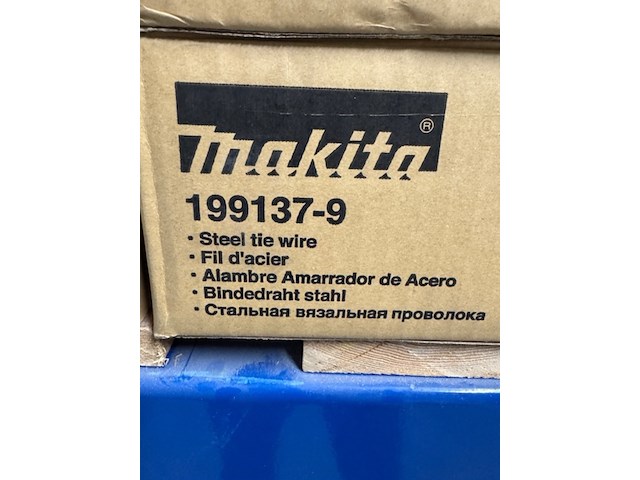 makita®
199137-9
· Steel tie wire
· Fil d'acier
· Alambre Amarrador de Acero
· Bindedraht stahl
· Стальная вязальная проволока